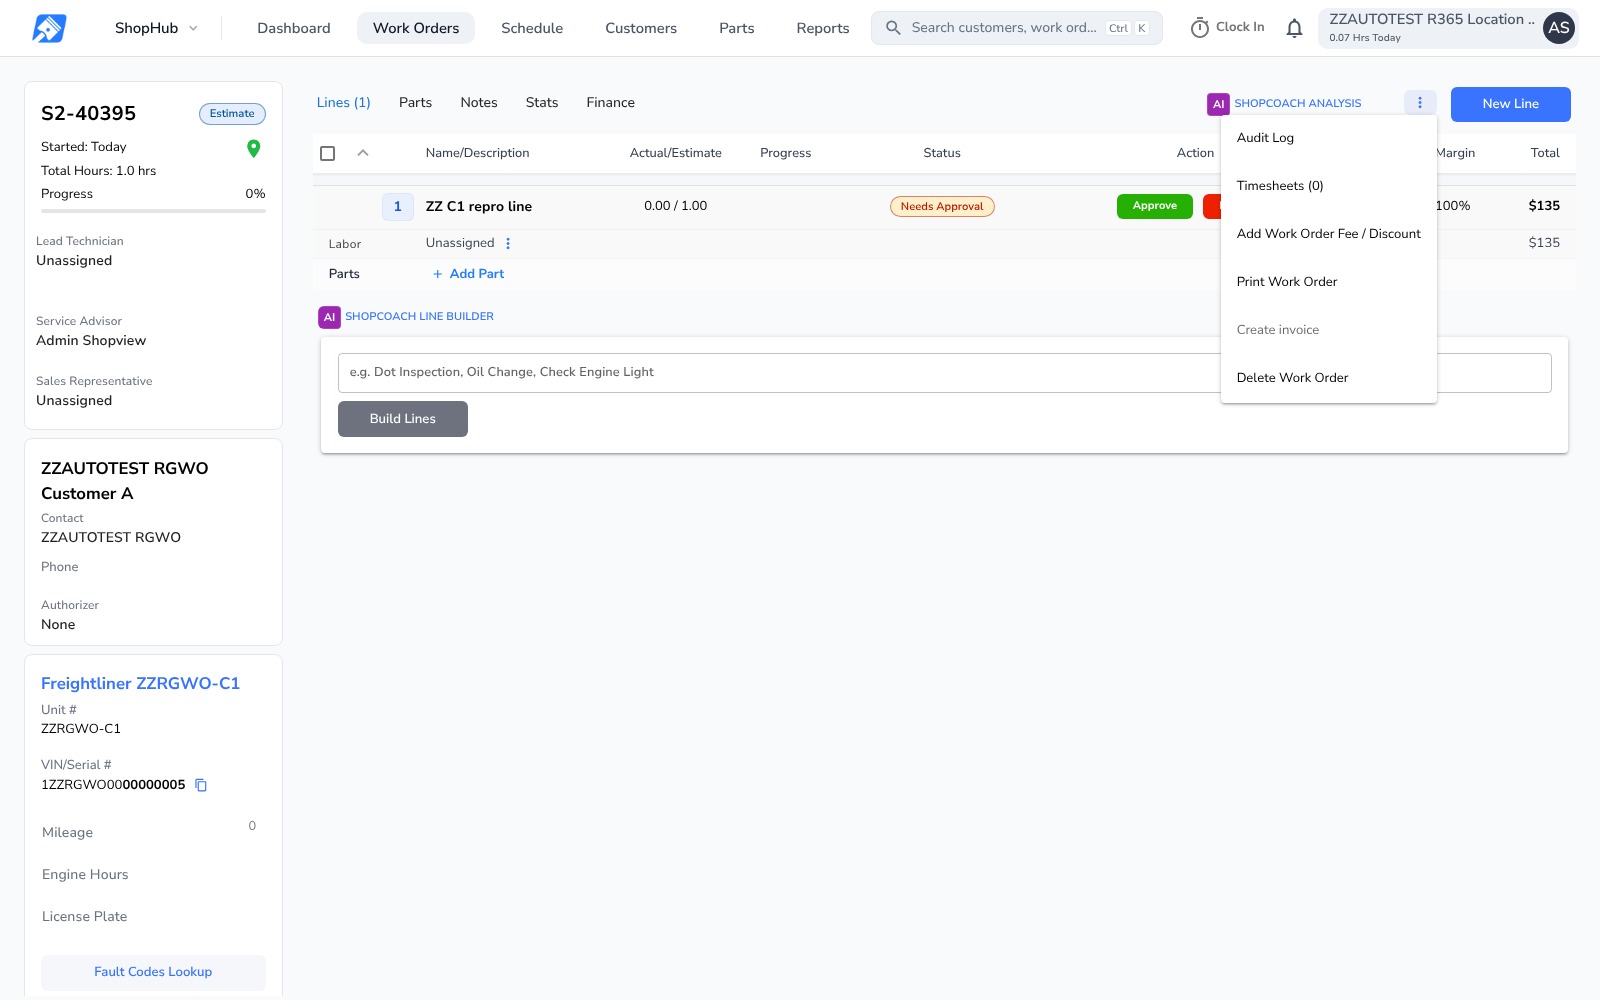 ShopHub
Dashboard
Work Orders
Schedule
Customers
Parts
Reports
Search customers, work ord...
Ctrl K
Clock In
ZZAUTOTEST R365 Location ..
0.07 Hrs Today
AS
S2-40395
Estimate
Started: Today
Total Hours: 1.0 hrs
Progress 0%
Lead Technician
Unassigned
Service Advisor
Admin Shopview
Sales Representative
Unassigned
ZZAUTOTEST RGWO
Customer A
Contact
ZZAUTOTEST RGWO
Phone
Authorizer
None
Freightliner ZZRGWO-C1
Unit #
ZZRGWO-C1
VIN/Serial #
1ZZRGWO0000000005
Mileage 0
Engine Hours
License Plate
Fault Codes Lookup
Lines (1)
Parts
Notes
Stats
Finance
AI SHOPCOACH ANALYSIS
New Line
Name/Description Actual/Estimate Progress Status Action Margin Total
1 ZZ C1 repro line 0.00 / 1.00 Needs Approval Approve 100% $135
Labor Unassigned $135
Parts + Add Part
AI SHOPCOACH LINE BUILDER
e.g. Dot Inspection, Oil Change, Check Engine Light
Build Lines
Audit Log
Timesheets (0)
Add Work Order Fee / Discount
Print Work Order
Create invoice
Delete Work Order